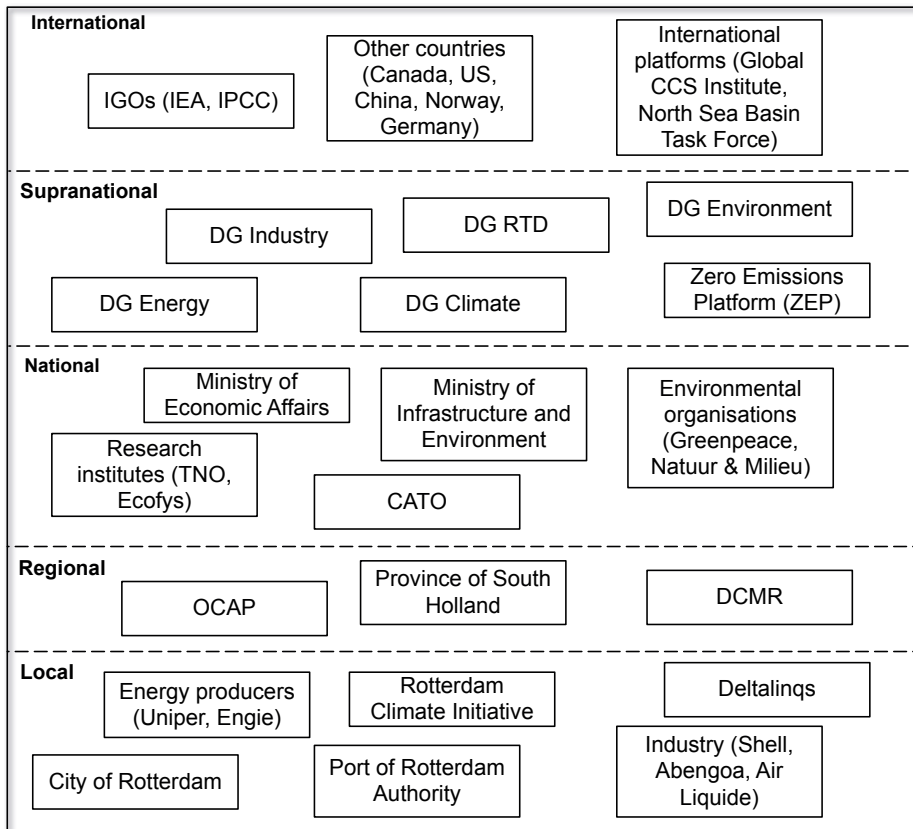 International
IGOs (IEA, IPCC)
Other countries
(Canada, US,
China, Norway,
Germany)
International
platforms (Global
CCS Institute,
North Sea Basin
Task Force)
Supranational
DG Industry
DG RTD
DG Environment
DG Energy
DG Climate
Zero Emissions
Platform (ZEP)
National
Ministry of
Economic Affairs
Ministry of
Infrastructure and
Environment
Environmental
organisations
(Greenpeace,
Natuur & Milieu)
Research
institutes (TNO,
Ecofys)
CATO
Regional
OCAP
Province of South
Holland
DCMR
Local
Energy producers
(Uniper, Engie)
Rotterdam
Climate Initiative
Deltalinqs
City of Rotterdam
Port of Rotterdam
Authority
Industry (Shell,
Abengoa, Air
Liquide)